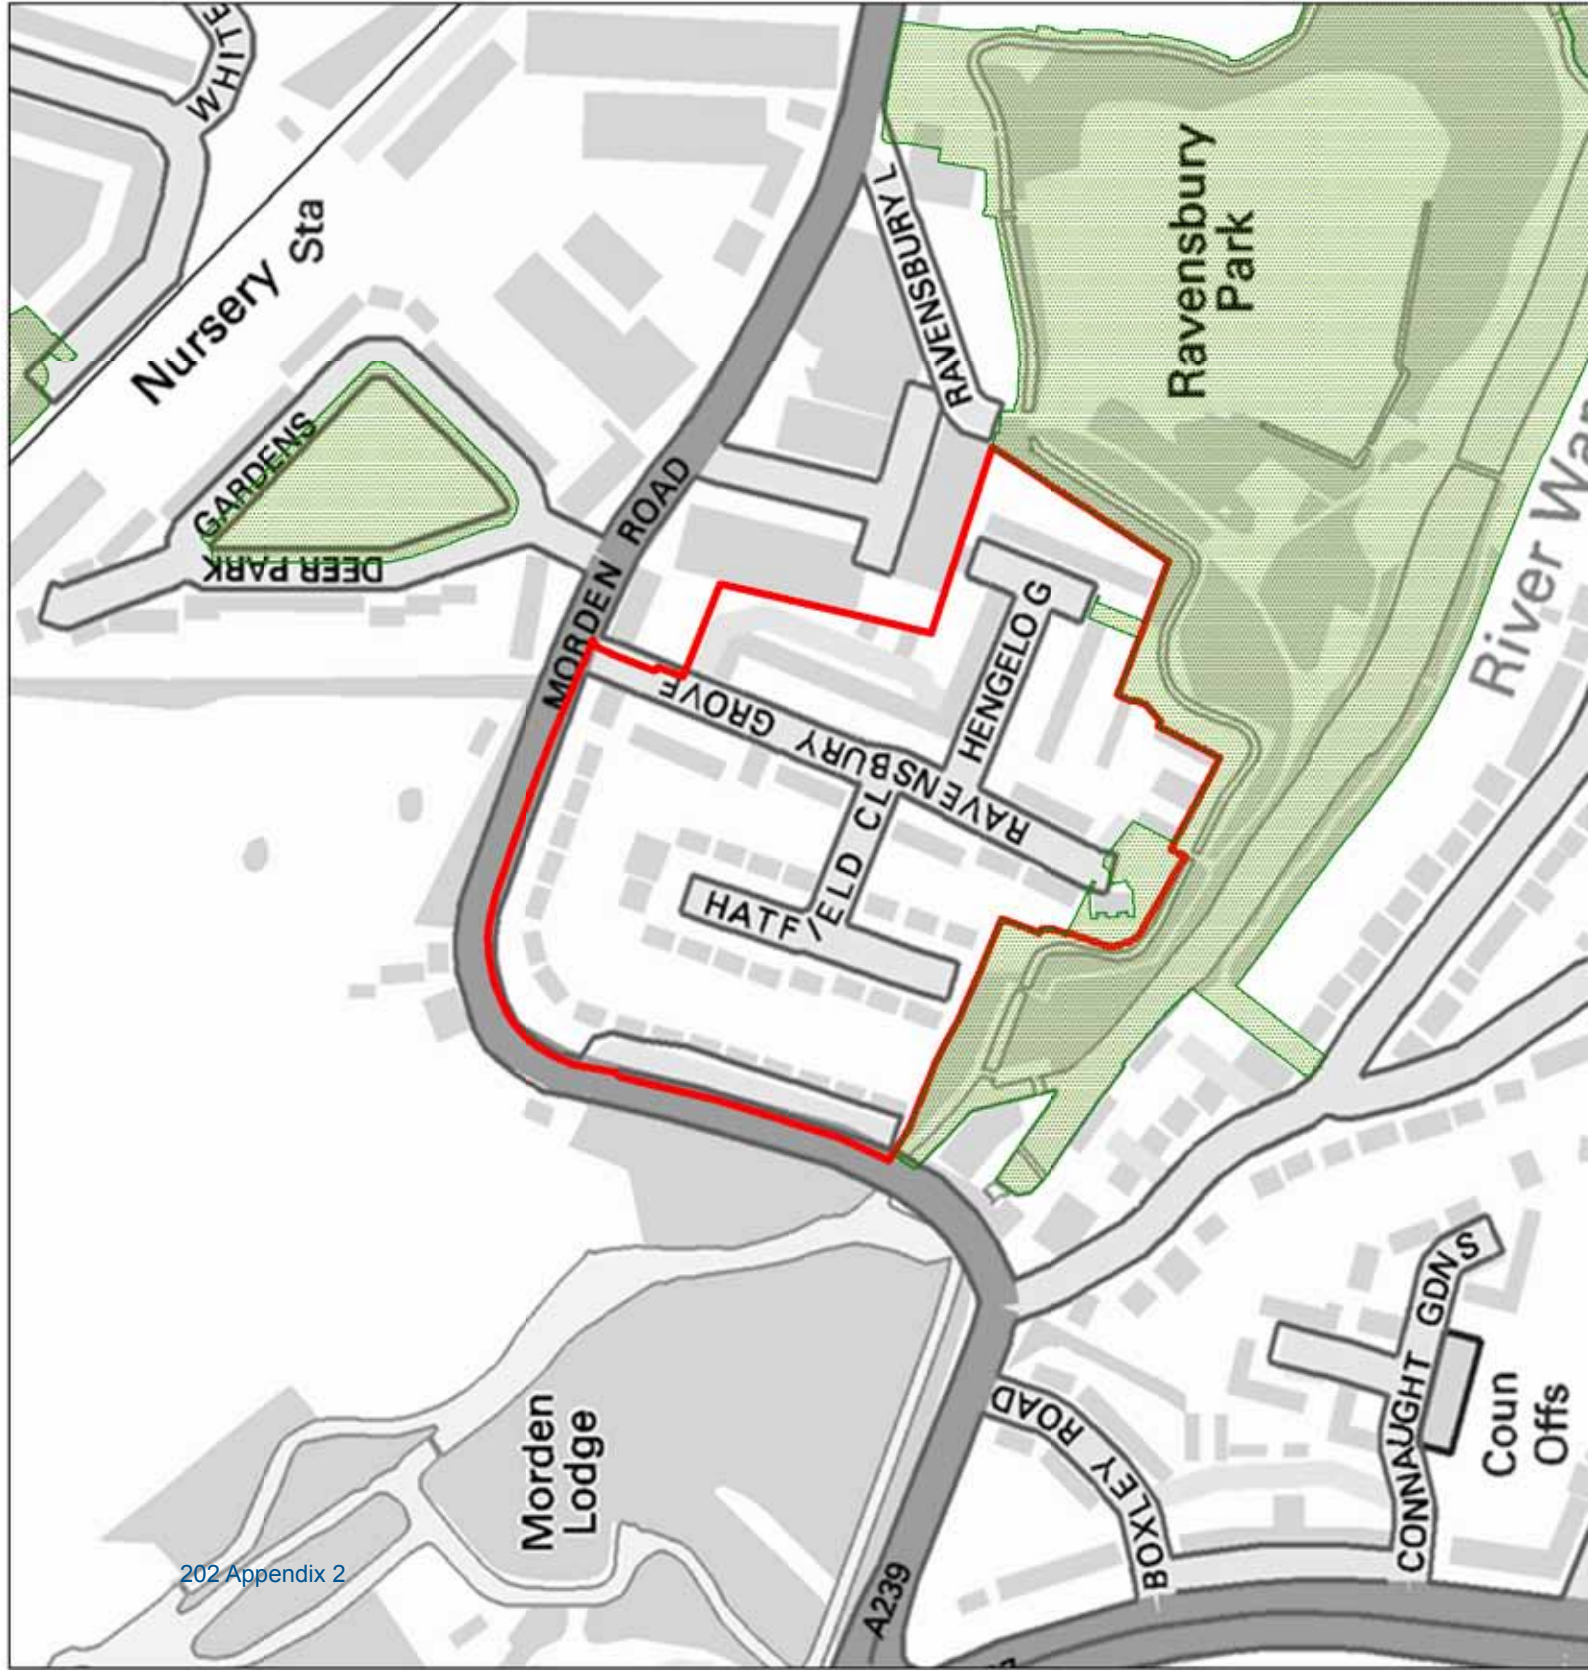 WHITE
Nursery
Sta
GARDENS
DEER PARK
MORDEN ROAD
RAVENSBURY L
Ravensbury
Park
HENGELO G
RAVENSBURY GROVE
HATFIELD CL
River Wan
Morden
Lodge
202 Appendix 2
A239
BOXLEY ROAD
CONNAUGHT GDNS
Coun
Offs